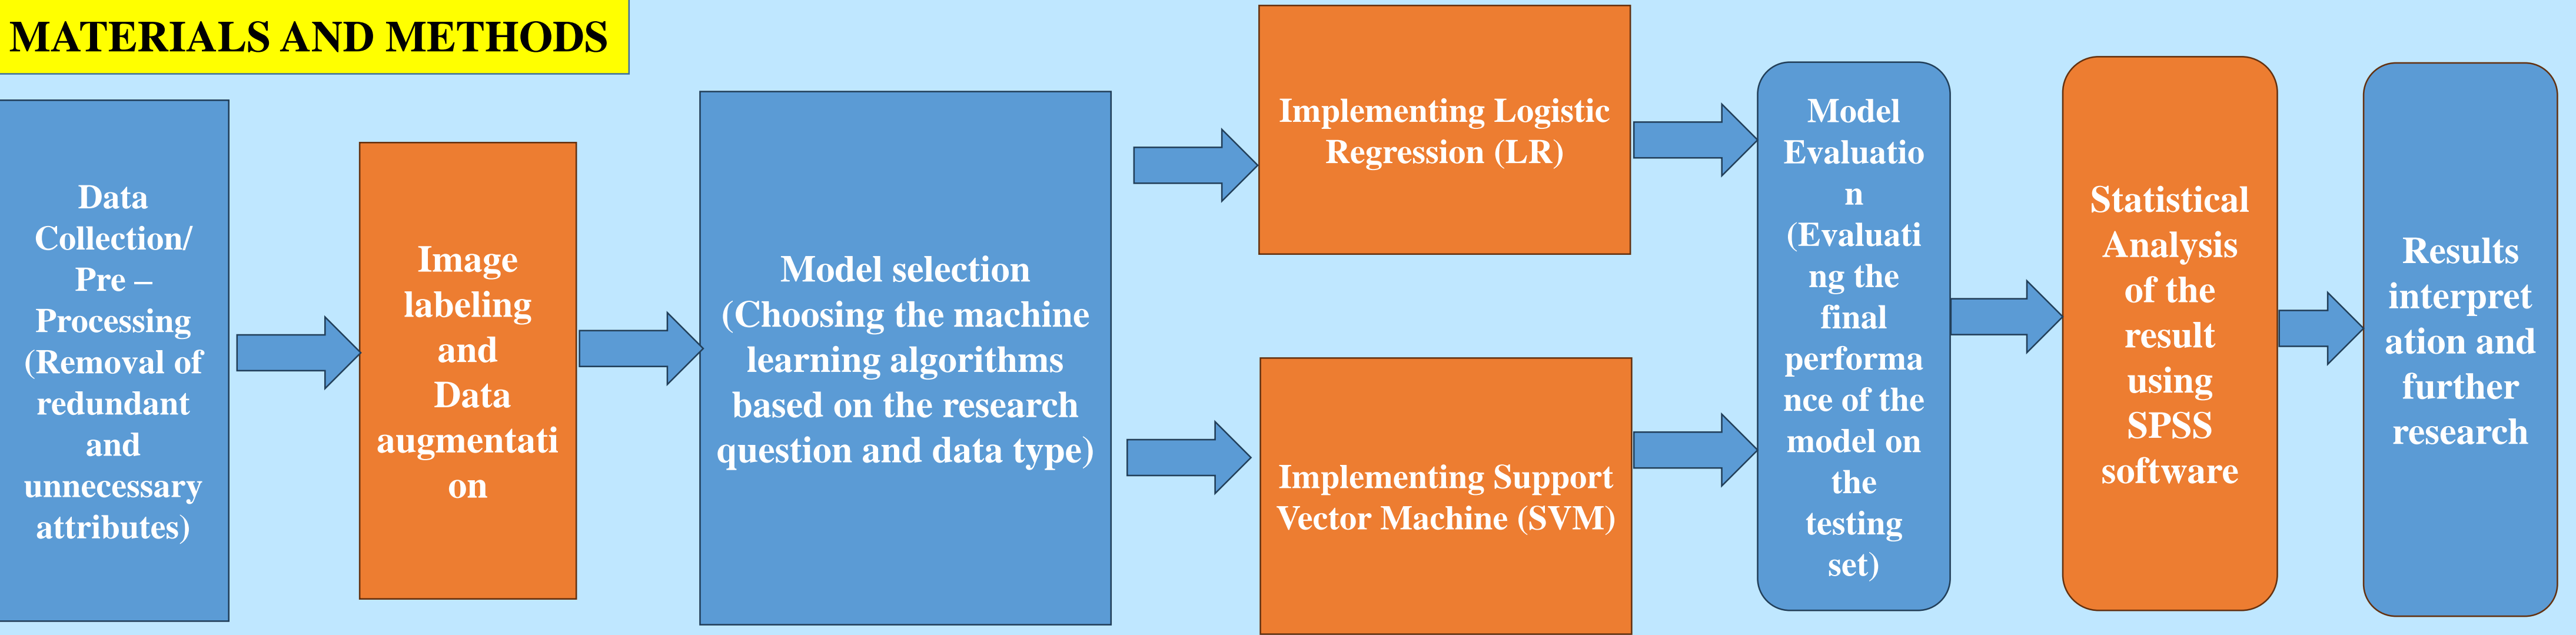 MATERIALS AND METHODS
Data
Collection/
Pre –
Processing
(Removal of
redundant
and
unnecessary
attributes)
Image
labeling
and
Data
augmentati
on
Model selection
(Choosing the machine
learning algorithms
based on the research
question and data type)
Implementing Logistic
Regression (LR)
Implementing Support
Vector Machine (SVM)
Model
Evaluatio
n
(Evaluati
ng the
final
performa
nce of the
model on
the
testing
set)
Statistical
Analysis
of the
result
using
SPSS
software
Results
interpret
ation and
further
research